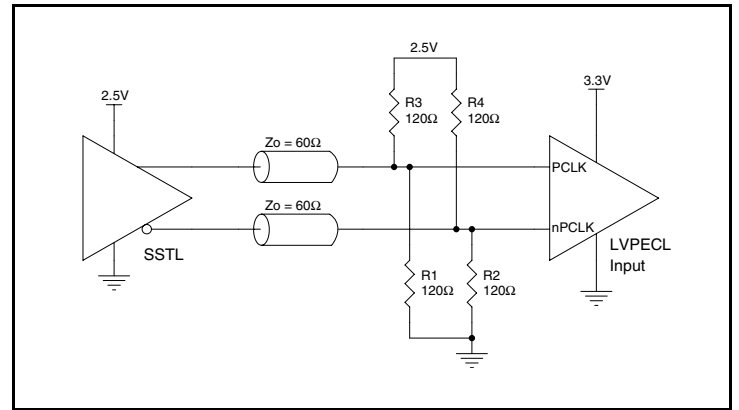 2.5V
2.5V
3.3V
R3
120Ω
R4
120Ω
Zo = 60Ω
PCLK
Zo = 60Ω
nPCLK
SSTL
LVPECL
Input
R1
120Ω
R2
120Ω